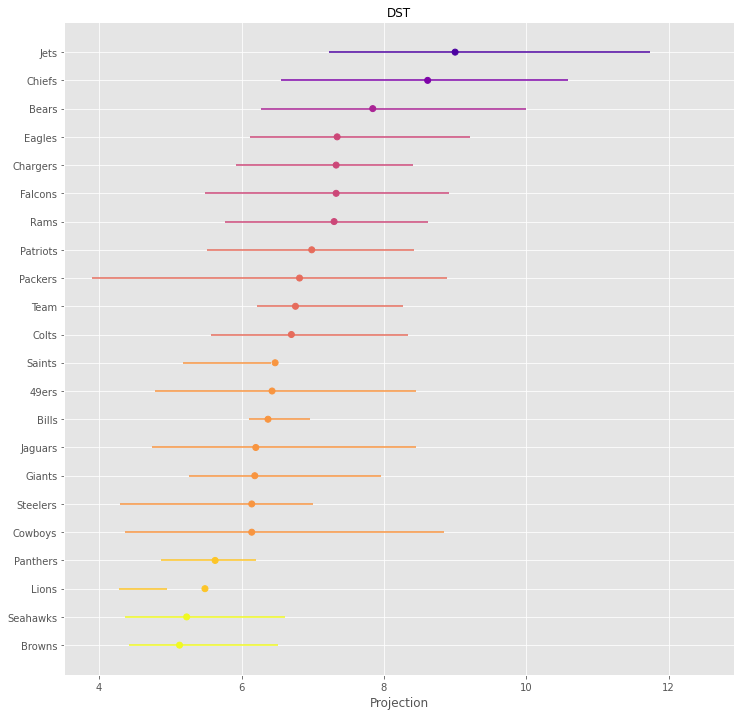 DST
Jets
Chiefs
Bears
Eagles
Chargers
Falcons
Rams
Patriots
Packers
Team
Colts
Saints
49ers
Bills
Jaguars
Giants
Steelers
Cowboys
Panthers
Lions
Seahawks
Browns
4 6 8 10 12
Projection